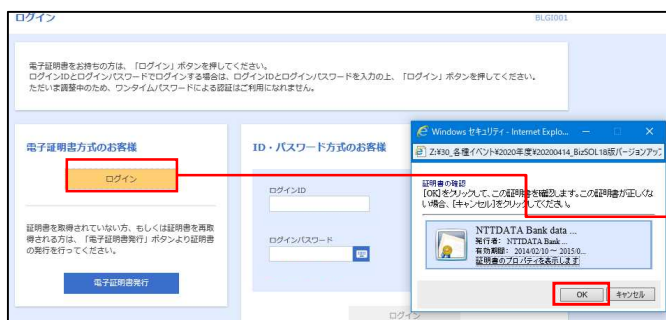 ログイン
BLGI001
電子証明書をお持ちの方は、「ログイン」ボタンを押してください。
ログインIDとログインパスワードでログインする場合は、ログインIDとログインパスワードを入力の上、「ログイン」ボタンを押してください。
ただいま調整中のため、ワンタイムパスワードによる認証はご利用になれません。
電子証明書方式のお客様
ログイン
証明書を取得されていない方、もしくは証明書を再取
得される方は、「電子証明書発行」ボタンより証明書
の発行を行ってください。
電子証明書発行
ID・パスワード方式のお客様
ログインID
ログインパスワード
ログイン
Windows セキュリティ - Internet Explo...
Z:¥30_各種イベント¥2020年度¥20200414_BizSOL18版バージョンアッ
証明書の確認
[OK]をクリックして、この証明書を確認します。この証明書が正しくな
い場合、[キャンセル]をクリックしてください。
NTTDATA Bank data ...
発行者: NTTDATA Bank ...
有効期間: 2014/02/10 ~ 2015/0...
証明書のプロパティを表示します
OK
キャンセル